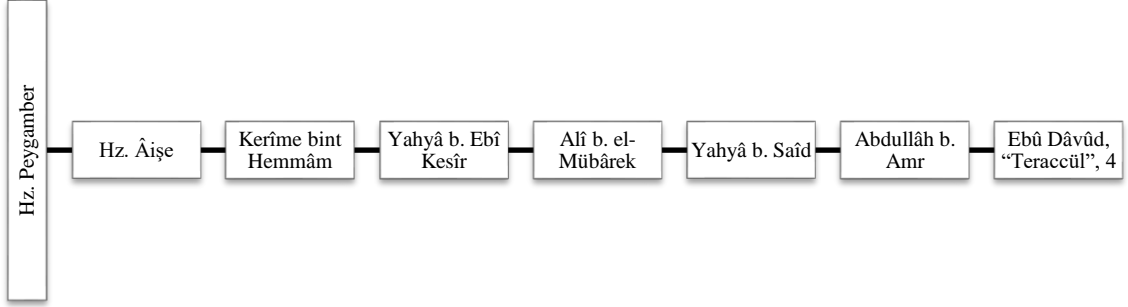 Hz. Peygamber
Hz. Âişe
Kerîme bint
Hemmâm
Yahyâ b. Ebî
Kesîr
Alî b. el-
Mübârek
Yahyâ b. Saîd
Abdullâh b.
Amr
Ebû Dâvûd,
“Teraccül”, 4